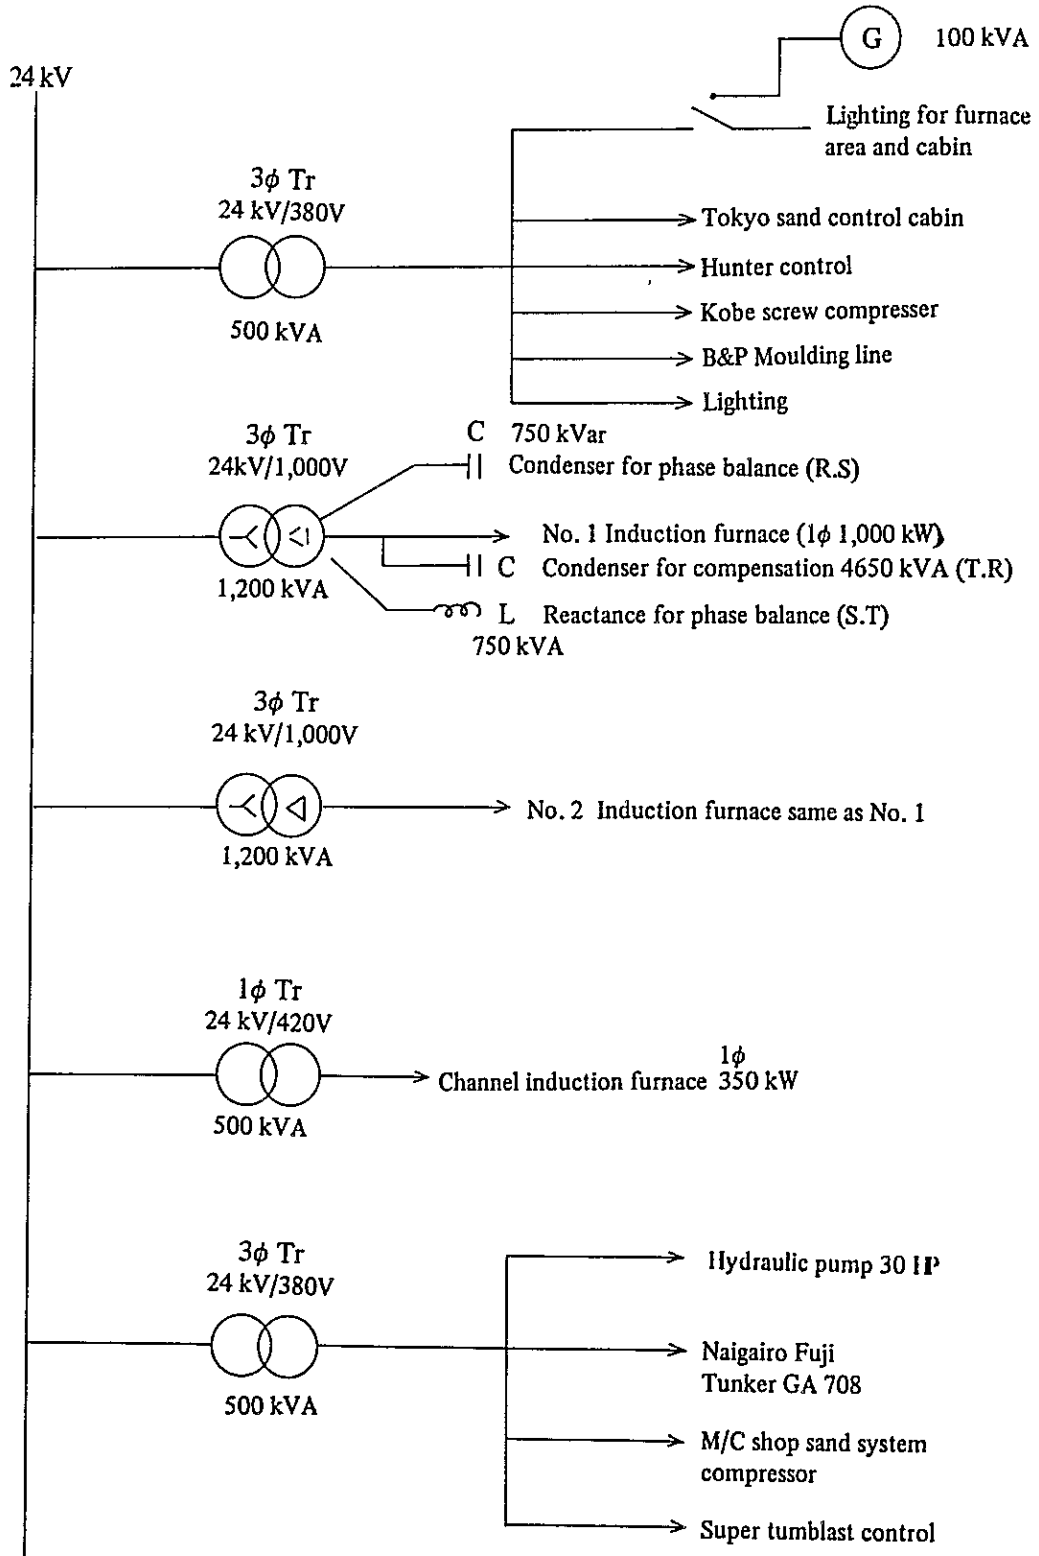 G 100 kVA
24 kV
Lighting for furnace
area and cabin
3ϕ Tr
24 kV/380V
500 kVA
Tokyo sand control cabin
Hunter control
Kobe screw compresser
B&P Moulding line
Lighting
3ϕ Tr
24kV/1,000V
1,200 kVA
C 750 kVar
Condenser for phase balance (R.S)
No. 1 Induction furnace (1ϕ 1,000 kW)
C Condenser for compensation 4650 kVA (T.R)
L Reactance for phase balance (S.T)
750 kVA
3ϕ Tr
24 kV/1,000V
1,200 kVA
No. 2 Induction furnace same as No. 1
1ϕ Tr
24 kV/420V
500 kVA
1ϕ
Channel induction furnace 350 kW
3ϕ Tr
24 kV/380V
500 kVA
Hydraulic pump 30 HP
Naigairo Fuji
Tunker GA 708
M/C shop sand system
compressor
Super tumblast control